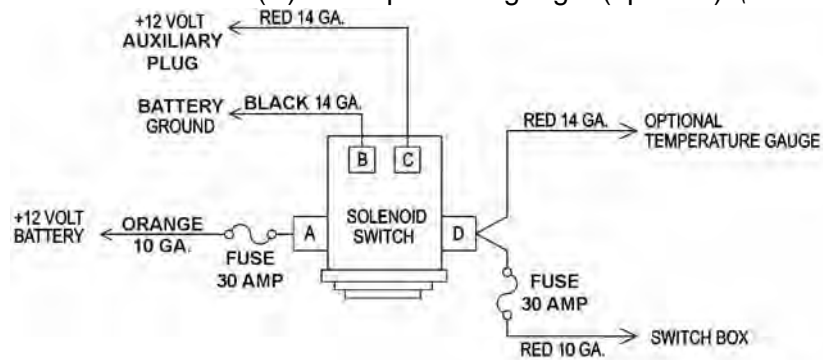 +12 VOLT
AUXILIARY
PLUG
RED 14 GA.
BATTERY
GROUND
BLACK 14 GA.
B
C
RED 14 GA.
OPTIONAL
TEMPERATURE GAUGE
+12 VOLT
BATTERY
ORANGE
10 GA.
FUSE
30 AMP
A
SOLENOID
SWITCH
D
FUSE
30 AMP
RED 10 GA.
SWITCH BOX